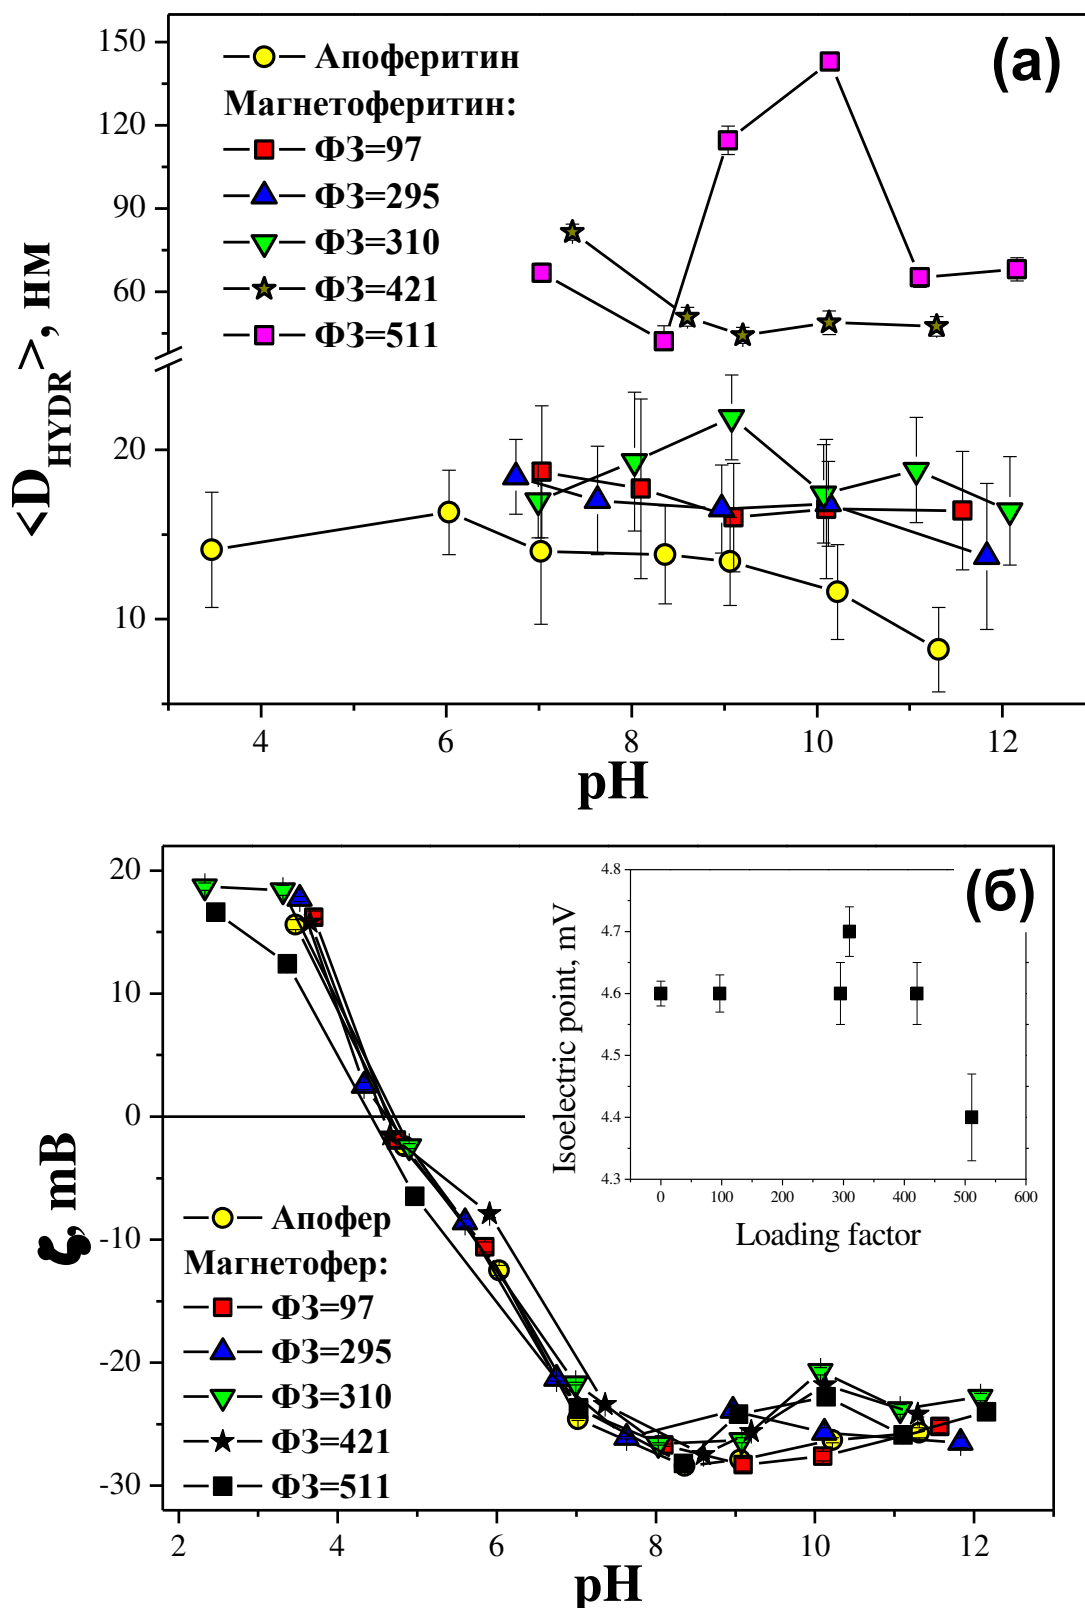 (а)
150
120
90
60
20
10
<D_HYDR>, нм
Апоферитин
Магнетоферитин:
ФЗ=97
ФЗ=295
ФЗ=310
ФЗ=421
ФЗ=511
4 6 8 10 12
pH
(б)
20
10
0
-10
-20
-30
ζ, mB
Апофер
Магнетофер:
ФЗ=97
ФЗ=295
ФЗ=310
ФЗ=421
ФЗ=511
4.8
4.7
4.6
4.5
4.4
4.3
Isoelectric point, mV
0 100 200 300 400 500 600
Loading factor
2 4 6 8 10 12
pH